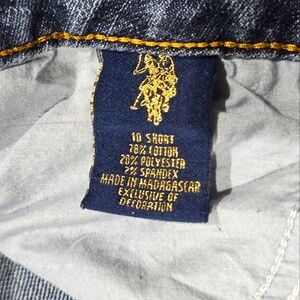 10 SHORT
78% COTTON
20% POLYESTER
2% SPANDEX
MADE IN MADAGASCAR
EXCLUSIVE OF
DECORATION